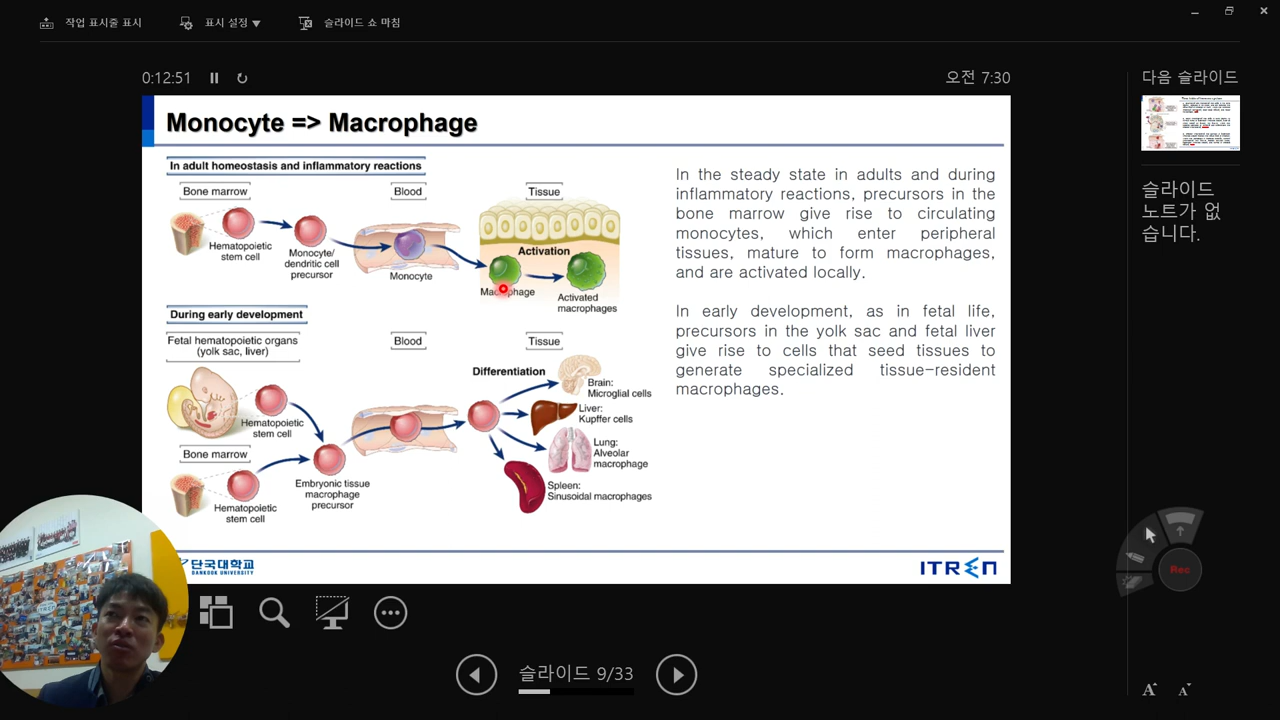 작업 표시줄 표시
표시 설정 ▼
슬라이드 쇼 마침
0:12:51
오전 7:30
다음 슬라이드
Monocyte => Macrophage
In adult homeostasis and inflammatory reactions
Bone marrow
Blood
Tissue
Hematopoietic
stem cell
Monocyte/
dendritic cell
precursor
Monocyte
Activation
Macrophage
Activated
macrophages
During early development
Fetal hematopoietic organs
(yolk sac, liver)
Blood
Tissue
Hematopoietic
stem cell
Bone marrow
Hematopoietic
stem cell
Embryonic tissue
macrophage
precursor
Differentiation
Brain:
Microglial cells
Liver:
Kupffer cells
Lung:
Alveolar
macrophage
Spleen:
Sinusoidal macrophages
In the steady state in adults and during
inflammatory reactions, precursors in the
bone marrow give rise to circulating
monocytes, which enter peripheral
tissues, mature to form macrophages,
and are activated locally.
In early development, as in fetal life,
precursors in the yolk sac and fetal liver
give rise to cells that seed tissues to
generate specialized tissue-resident
macrophages.
단국대학교
DANKOOK UNIVERSITY
ITREN
슬라이드
노트가 없
습니다.
Rec
슬라이드 9/33
A
A